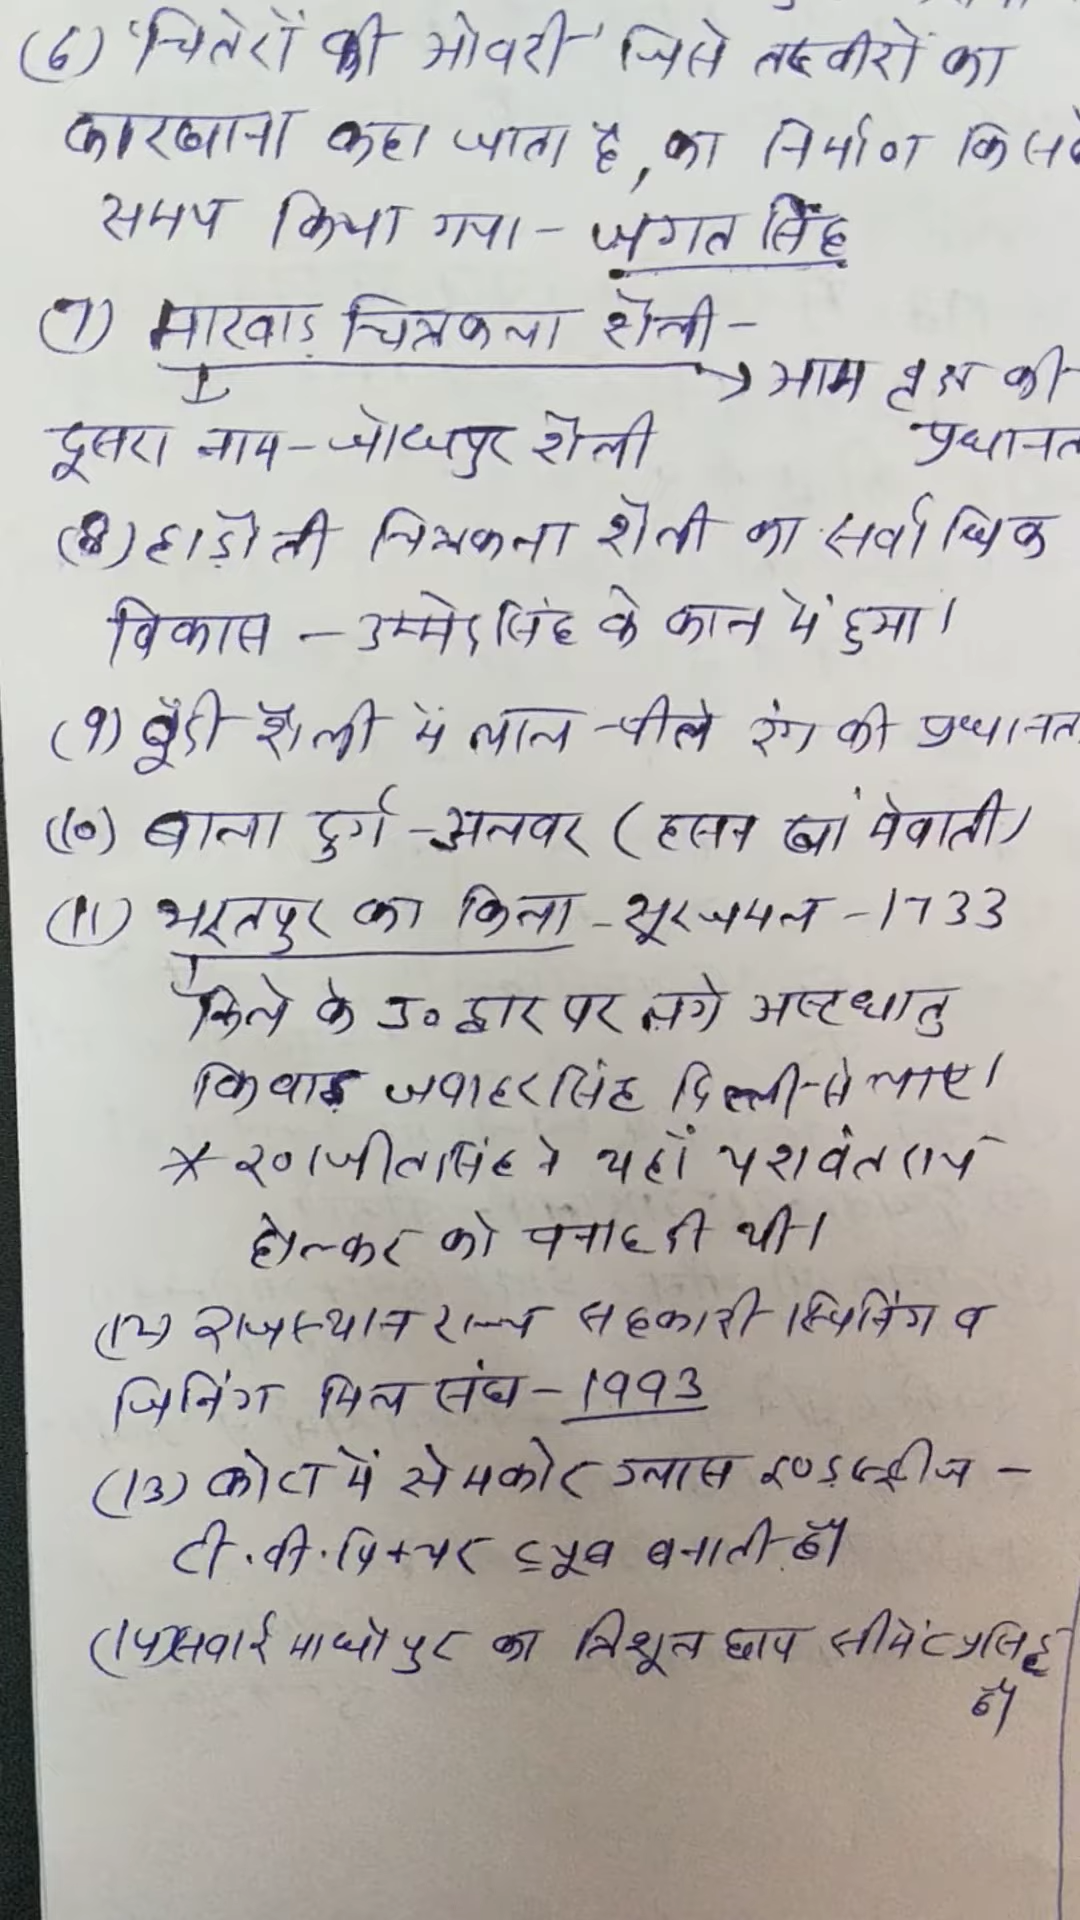 (6) 'चितेरों की ओवरी' जिसे तस्वीरों का
कारखाना कहा जाता है, का निर्माण किसके
समय किया गया - जगत सिंह
(7) मारवाड़ चित्रकला शैली -
→ आम वृक्ष की
दूसरा नाम - जोधपुर शैली प्रधानता
(8) हाड़ोती चित्रकला शैली का सर्वाधिक
विकास - उम्मेदसिंह के काल में हुआ।
(9) बूँदी शैली में लाल - पीले रंग की प्रधानता
(10) बाला दुर्ग - अलवर (हसन खां मेवाती)
(11) भरतपुर का किला - सूरजमल - 1733
किले के उ० द्वार पर लगे अष्टधातु
किवाड़ जवाहरसिंह दिल्ली से लाए।
* रणजीतसिंह ने यहाँ यशवंत राव
होल्कर को पनाह दी थी।
(12) राजस्थान राज्य सहकारी स्पिनिंग व
जिनिंग मिल संघ - 1993
(13) कोटा में सेमकोर ग्लास इण्डस्ट्रीज -
टी.वी. पिक्चर ट्यूब बनाती है।
(14) सवाई माधोपुर का त्रिशूल छाप सीमेंट प्रसिद्ध
है।